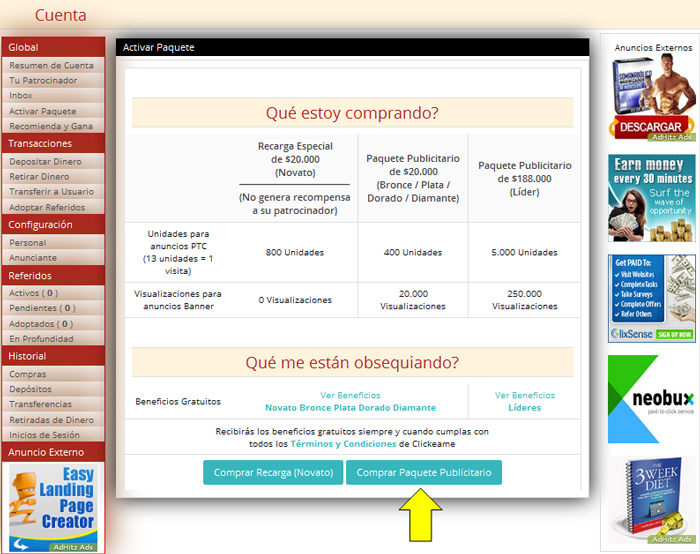 Cuenta
Global
Resumen de Cuenta
Tu Patrocinador
Inbox
Activar Paquete
Recomienda y Gana
Transacciones
Depositar Dinero
Retirar Dinero
Transferir a Usuario
Adoptar Referidos
Configuración
Personal
Anunciante
Referidos
Activos ( 0 )
Pendientes ( 0 )
Adoptados ( 0 )
En Profundidad
Historial
Compras
Depósitos
Transferencias
Retiradas de Dinero
Inicios de Sesión
Anuncio Externo
Easy
Landing
Page
Creator
AdHitz Ads
Activar Paquete
Qué estoy comprando?
Recarga Especial
de $20.000
(Novato)
(No genera recompensa
a su patrocinador)
Paquete Publicitario
de $20.000
(Bronce / Plata /
Dorado / Diamante)
Paquete Publicitario
de $188.000
(Líder)
Unidades para
anuncios PTC
(13 unidades = 1
visita)
800 Unidades
400 Unidades
5.000 Unidades
Visualizaciones para
anuncios Banner
0 Visualizaciones
20.000
Visualizaciones
250.000
Visualizaciones
Qué me están obsequiando?
Beneficios Gratuitos
Ver Beneficios
Novato Bronce Plata Dorado Diamante
Ver Beneficios
Líderes
Recibirás los beneficios gratuitos siempre y cuando cumplas con
todos los Términos y Condiciones de Clickeame
Comprar Recarga (Novato)
Comprar Paquete Publicitario
Anuncios Externos
DESCARGAR
AdHitz Ads
Earn money
every 30 minutes
Surf the
wave of
opportunity
Get PAID To:
Visit Websites
Complete Tasks
Take Surveys
Complete Offers
Refer Others
ClixSense
SIGN UP NOW
neobux
paid-to-click service
THE
3 WEEK
DIET
AdHitz Ads